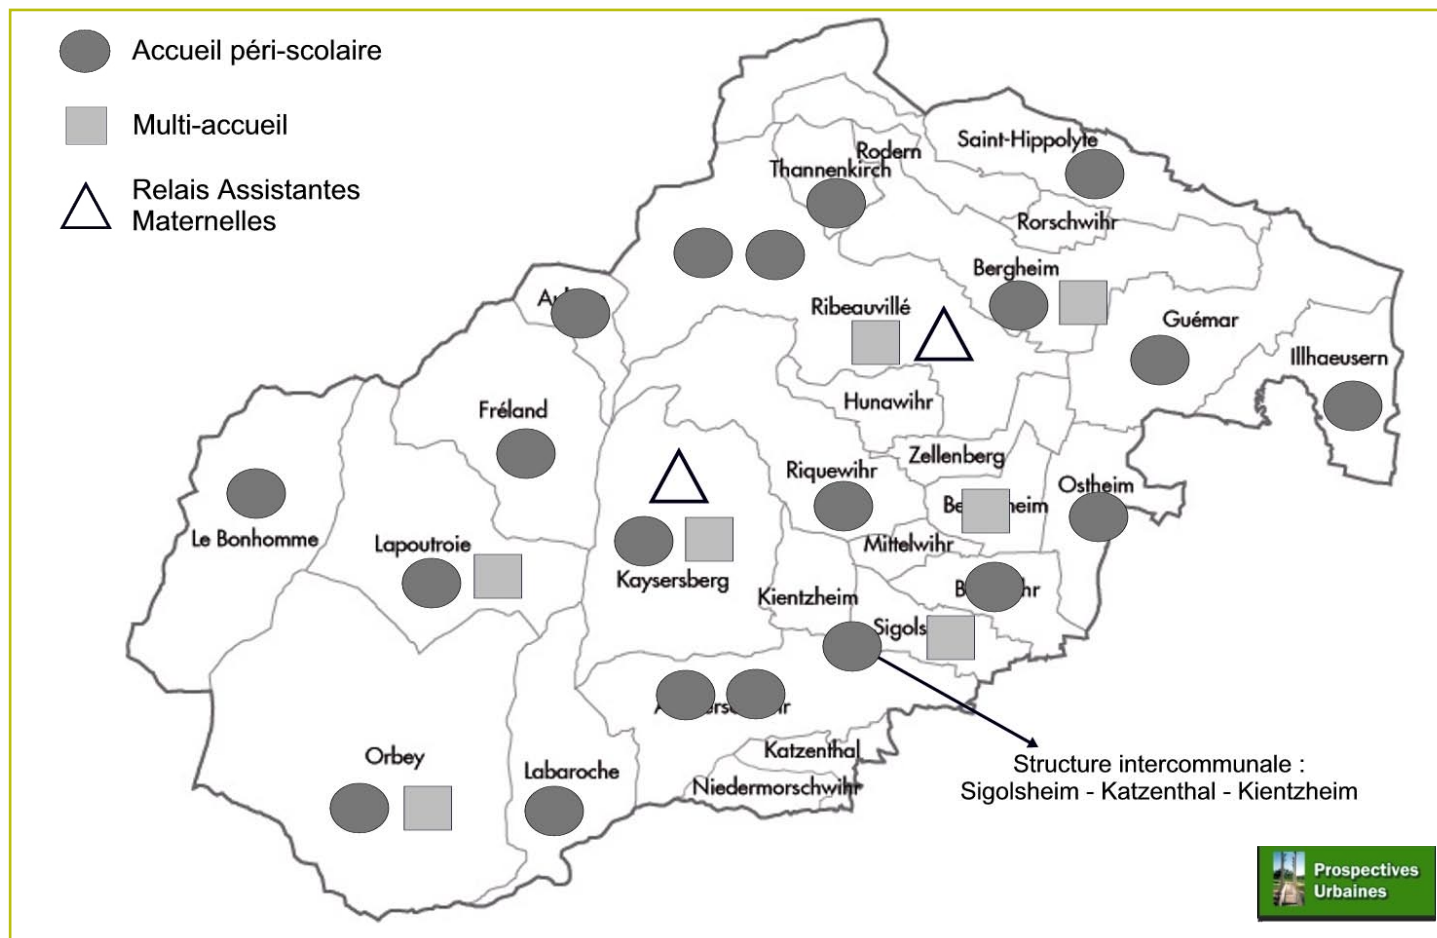 Accueil péri-scolaire
Multi-accueil
Relais Assistantes
Maternelles
Saint-Hippolyte
Rodern
Thannenkirch
Rorschwihr
Bergheim
Ribeauvillé
Guémar
Illhaeusern
Hunawihr
Fréland
Zellenberg
Riquewihr
Ostheim
Le Bonhomme
Lapoutroie
Mittelwihr
Kaysersberg
Kientzheim
Sigols
Katzenthal
Orbey
Labaroche
Niedermorschwihr
Structure intercommunale :
Sigolsheim - Katzenthal - Kientzheim
Prospectives
Urbaines